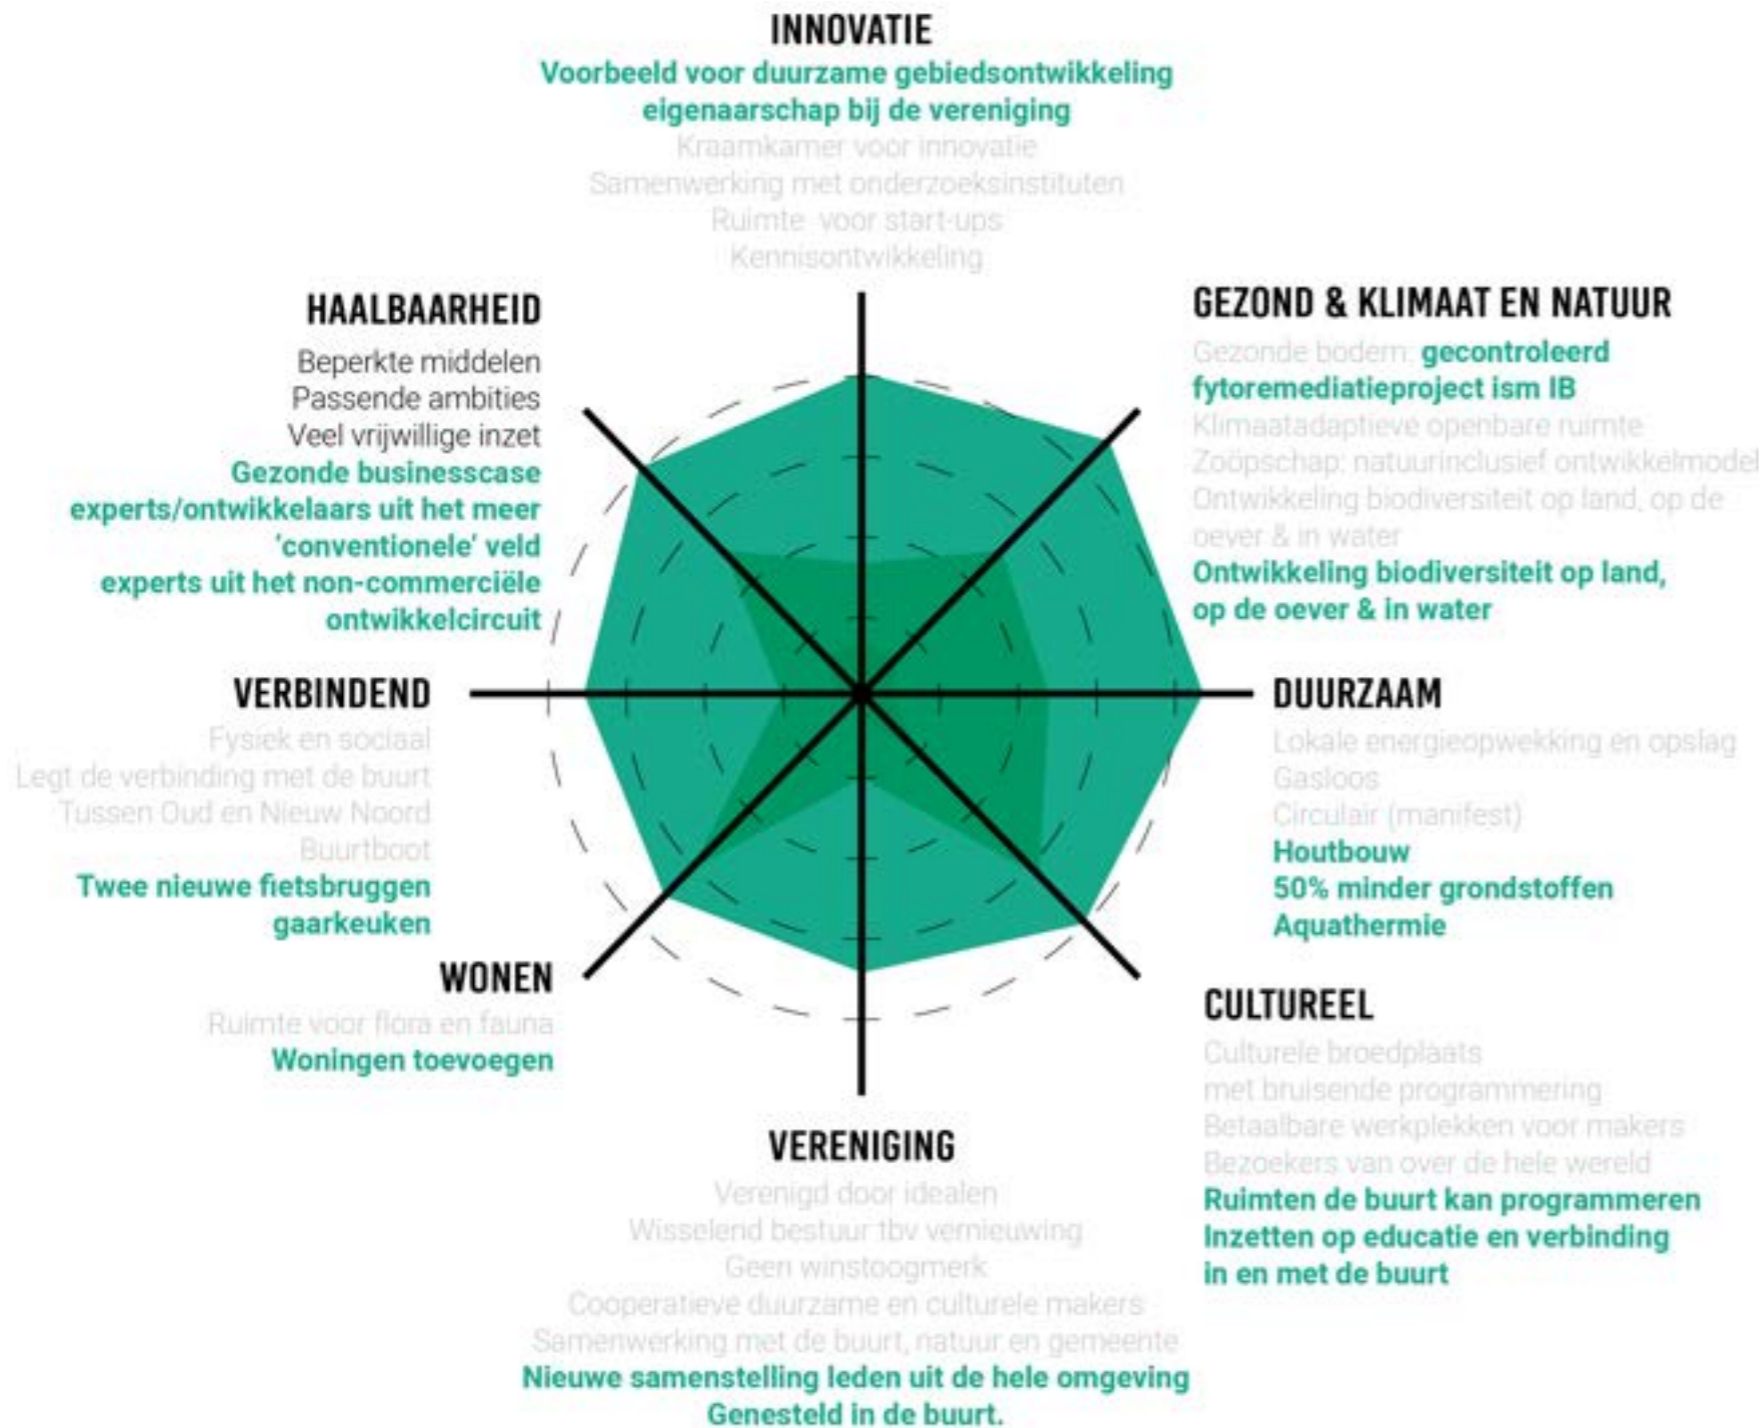 INNOVATIE
Voorbeeld voor duurzame gebiedsontwikkeling
eigenaarschap bij de vereniging
Kraamkamer voor innovatie
Samenwerking met onderzoeksinstituten
Ruimte voor start-ups
Kennisontwikkeling
HAALBAARHEID
Beperkte middelen
Passende ambities
Veel vrijwillige inzet
Gezonde businesscase
experts/ontwikkelaars uit het meer
'conventionele' veld
experts uit het non-commerciële
ontwikkelcircuit
GEZOND & KLIMAAT EN NATUUR
Gezonde bodem: gecontroleerd
fytoremediatieproject ism IB
Klimaatadaptieve openbare ruimte
Zoöpschap: natuurinclusief ontwikkelmodel
Ontwikkeling biodiversiteit op land, op de
oever & in water
Ontwikkeling biodiversiteit op land,
op de oever & in water
VERBINDEND
Fysiek en sociaal
Legt de verbinding met de buurt
Tussen Oud en Nieuw Noord
Buurtboot
Twee nieuwe fietsbruggen
gaarkeuken
DUURZAAM
Lokale energieopwekking en opslag
Gasloos
Circulair (manifest)
Houtbouw
50% minder grondstoffen
Aquathermie
WONEN
Ruimte voor flora en fauna
Woningen toevoegen
CULTUREEL
Culturele broedplaats
met bruisende programmering
Betaalbare werkplekken voor makers
Bezoekers van over de hele wereld
Ruimten de buurt kan programmeren
Inzetten op educatie en verbinding
in en met de buurt
VERENIGING
Verenigd door idealen
Wisselend bestuur tbv vernieuwing
Geen winstoogmerk
Cooperatieve duurzame en culturele makers
Samenwerking met de buurt, natuur en gemeente
Nieuwe samenstelling leden uit de hele omgeving
Genesteld in de buurt.